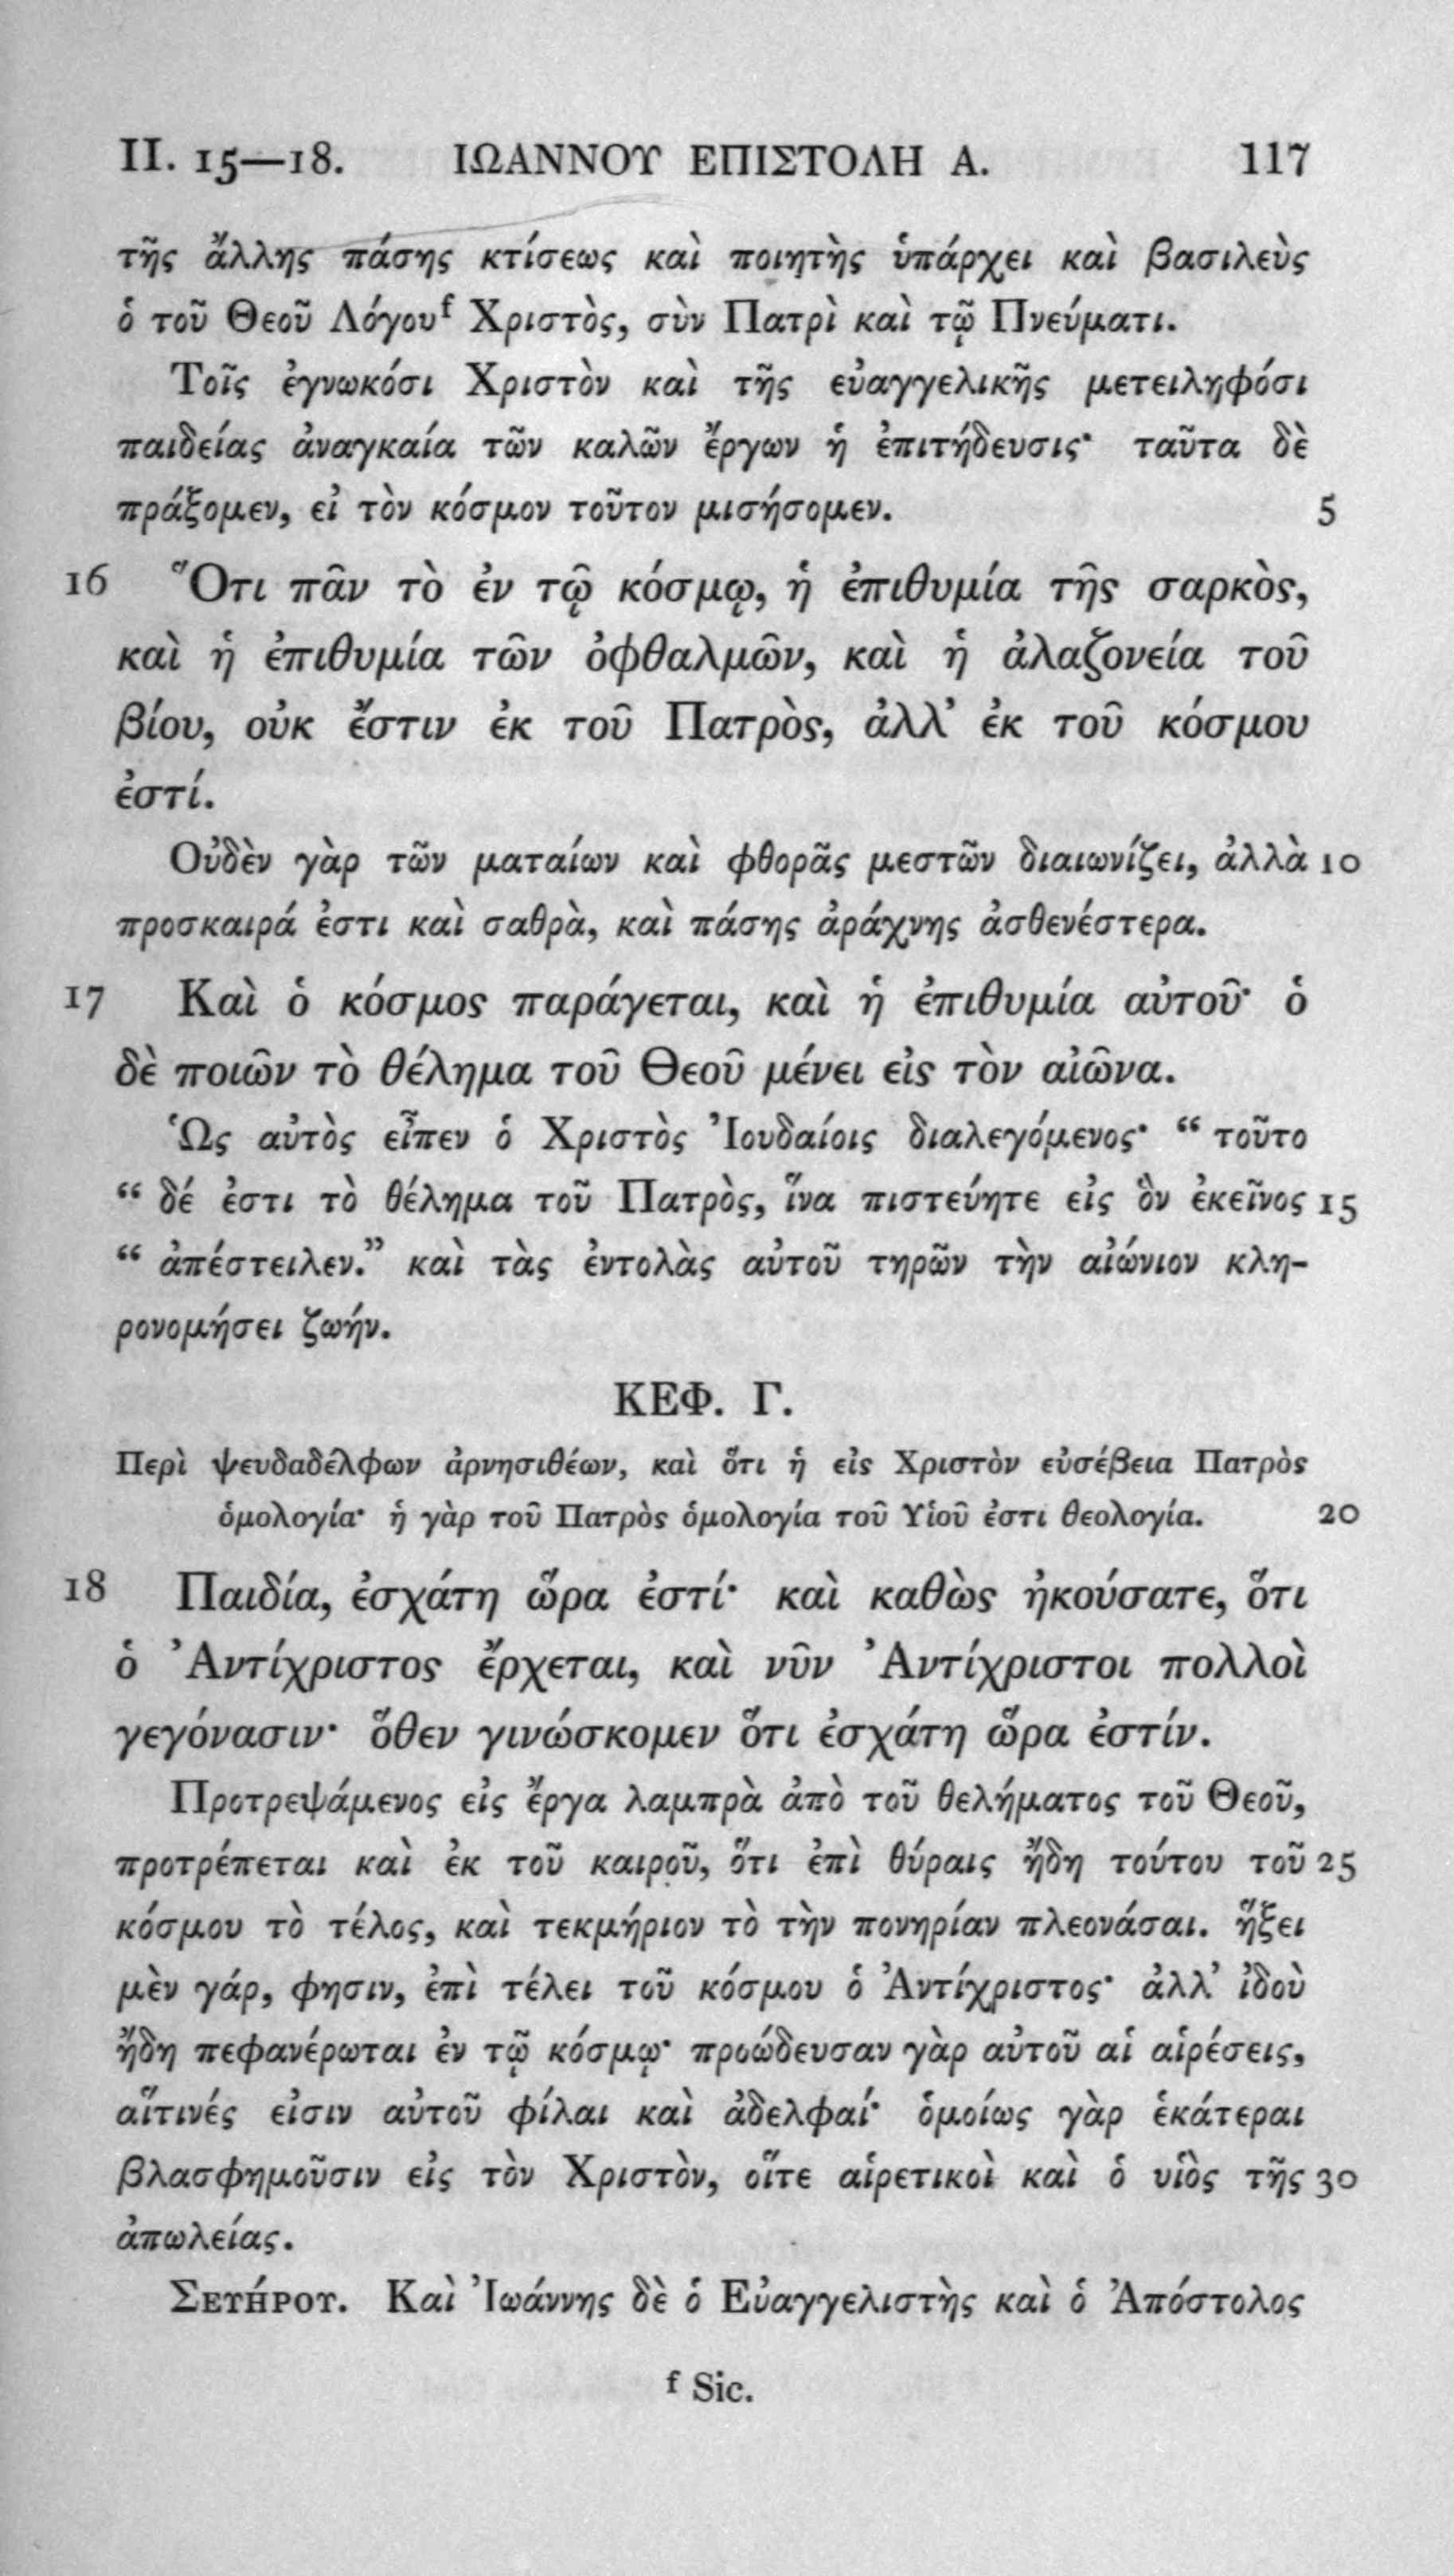 II. 15—18. ΙΩΑΝΝΟΥ ΕΠΙΣΤΟΛΗ Α. 117
τῆς ἄλλης πάσης κτίσεως καὶ ποιητὴς ὑπάρχει καὶ βασιλεὺς
ὁ τοῦ Θεοῦ Λόγουf Χριστὸς, σὺν Πατρὶ καὶ τῷ Πνεύματι.
Τοῖς ἐγνωκόσι Χριστὸν καὶ τῆς εὐαγγελικῆς μετειληφόσι
παιδείας ἀναγκαία τῶν καλῶν ἔργων ἡ ἐπιτήδευσις· ταῦτα δὲ
πράξομεν, εἰ τὸν κόσμον τοῦτον μισήσομεν. 5
16 Ὅτι πᾶν τὸ ἐν τῷ κόσμῳ, ἡ ἐπιθυμία τῆς σαρκὸς,
καὶ ἡ ἐπιθυμία τῶν ὀφθαλμῶν, καὶ ἡ ἀλαζονεία τοῦ
βίου, οὐκ ἔστιν ἐκ τοῦ Πατρὸς, ἀλλ’ ἐκ τοῦ κόσμου
ἐστί.
Οὐδὲν γὰρ τῶν ματαίων καὶ φθορᾶς μεστῶν διαιωνίζει, ἀλλὰ 10
προσκαιρά ἐστι καὶ σαθρὰ, καὶ πάσης ἀράχνης ἀσθενέστερα.
17 Καὶ ὁ κόσμος παράγεται, καὶ ἡ ἐπιθυμία αὐτοῦ· ὁ
δὲ ποιῶν τὸ θέλημα τοῦ Θεοῦ μένει εἰς τὸν αἰῶνα.
Ὡς αὐτὸς εἶπεν ὁ Χριστὸς Ἰουδαίοις διαλεγόμενος· “ τοῦτο
“ δέ ἐστι τὸ θέλημα τοῦ Πατρὸς, ἵνα πιστεύητε εἰς ὃν ἐκεῖνος 15
“ ἀπέστειλεν.” καὶ τὰς ἐντολὰς αὐτοῦ τηρῶν τὴν αἰώνιον κλη-
ρονομήσει ζωήν.
ΚΕΦ. Γ.
Περὶ ψευδαδέλφων ἀρνησιθέων, καὶ ὅτι ἡ εἰς Χριστὸν εὐσέβεια Πατρὸς
ὁμολογία· ἡ γὰρ τοῦ Πατρὸς ὁμολογία τοῦ Υἱοῦ ἐστι θεολογία. 20
18 Παιδία, ἐσχάτη ὥρα ἐστί· καὶ καθὼς ἠκούσατε, ὅτι
ὁ Ἀντίχριστος ἔρχεται, καὶ νῦν Ἀντίχριστοι πολλοὶ
γεγόνασιν· ὅθεν γινώσκομεν ὅτι ἐσχάτη ὥρα ἐστίν.
Προτρεψάμενος εἰς ἔργα λαμπρὰ ἀπὸ τοῦ θελήματος τοῦ Θεοῦ,
προτρέπεται καὶ ἐκ τοῦ καιροῦ, ὅτι ἐπὶ θύραις ἤδη τούτου τοῦ 25
κόσμου τὸ τέλος, καὶ τεκμήριον τὸ τὴν πονηρίαν πλεονάσαι. ἥξει
μὲν γάρ, φησιν, ἐπὶ τέλει τοῦ κόσμου ὁ Ἀντίχριστος· ἀλλ’ ἰδοὺ
ἤδη πεφανέρωται ἐν τῷ κόσμῳ· προώδευσαν γὰρ αὐτοῦ αἱ αἱρέσεις,
αἵτινές εἰσιν αὐτοῦ φίλαι καὶ ἀδελφαί· ὁμοίως γὰρ ἑκάτεραι
βλασφημοῦσιν εἰς τὸν Χριστὸν, οἵτε αἱρετικοὶ καὶ ὁ υἱὸς τῆς 30
ἀπωλείας.
ΣΕΥΉΡΟΥ. Καὶ Ἰωάννης δὲ ὁ Εὐαγγελιστὴς καὶ ὁ Ἀπόστολος
f Sic.